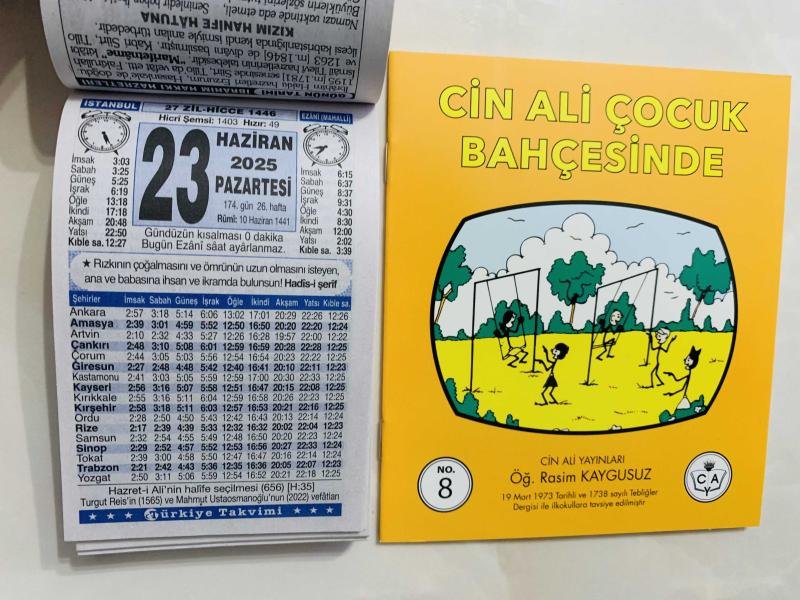 GÜNÜN TARİHİ | İBRAHİM HAKKI HAZRETLERİ
KIZIM HANİFE HÂTUNA
İSTANBUL
27 ZİL-HİCCE 1446
EZÂNÎ (MAHALLÎ)
Hicrî Şemsî: 1403 Hızır: 49
23
HAZİRAN
2025
PAZARTESİ
174. gün 26. hafta
Rûmî: 10 Haziran 1441
İmsak 3:03
Sabah 3:25
Güneş 5:25
İşrak 6:19
Öğle 13:18
İkindi 17:18
Akşam 20:48
Yatsı 22:50
Kıble sa. 12:27
İmsak 6:15
Sabah 6:37
Güneş 8:37
İşrak 9:31
Öğle 4:30
İkindi 8:30
Akşam 12:00
Yatsı 2:02
Kıble sa. 3:39
Gündüzün kısalması 0 dakika
Bugün Ezânî sâat ayarlanmaz.
★ Rızkının çoğalmasını ve ömrünün uzun olmasını isteyen,
ana ve babasına ihsan ve ikramda bulunsun! Hadîs-i şerîf
Şehirler İmsak Sabah Güneş İşrak Öğle İkindi Akşam Yatsı Kıble sa.
Ankara 2:57 3:18 5:14 6:06 13:02 17:01 20:29 22:26 12:26
Amasya 2:39 3:01 4:59 5:52 12:50 16:50 20:20 22:20 12:24
Artvin 2:10 2:32 4:33 5:27 12:26 16:28 19:57 22:00 12:22
Çankırı 2:48 3:10 5:08 6:01 12:59 16:59 20:28 22:28 12:25
Çorum 2:44 3:05 5:03 5:56 12:54 16:54 20:23 22:22 12:25
Giresun 2:27 2:48 4:48 5:42 12:40 16:41 20:10 22:11 12:23
Kastamonu 2:41 3:03 5:05 5:59 12:59 17:00 20:30 22:33 12:25
Kayseri 2:56 3:16 5:07 5:58 12:51 16:47 20:15 22:08 12:25
Kırıkkale 2:55 3:16 5:11 6:04 12:59 16:58 20:26 22:23 12:25
Kırşehir 2:58 3:18 5:11 6:03 12:57 16:53 20:21 22:16 12:25
Ordu 2:28 2:50 4:50 5:43 12:42 16:43 20:13 22:14 12:24
Rize 2:17 2:39 4:39 5:33 12:32 16:32 20:02 22:04 12:23
Samsun 2:32 2:54 4:55 5:49 12:48 16:50 20:20 22:23 12:24
Sinop 2:29 2:52 4:57 5:52 12:53 16:56 20:27 22:33 12:24
Tokat 2:39 3:00 4:58 5:50 12:47 16:47 20:16 22:14 12:24
Trabzon 2:21 2:42 4:43 5:36 12:35 16:36 20:05 22:07 12:23
Yozgat 2:50 3:11 5:06 5:59 12:54 16:52 20:21 22:18 12:25
Hazret-i Ali'nin halîfe seçilmesi (656) [H:35]
Turgut Reis'in (1565) ve Mahmut Ustaosmanoğlu'nun (2022) vefâtları
Türkiye Takvimi
CİN ALİ ÇOCUK
BAHÇESİNDE
CİN ALİ YAYINLARI
Öğ. Rasim KAYGUSUZ
19 Mart 1973 Tarihli ve 1738 sayılı Tebliğler
Dergisi ile ilkokullara tavsiye edilmiştir
NO.
8
C A
Y